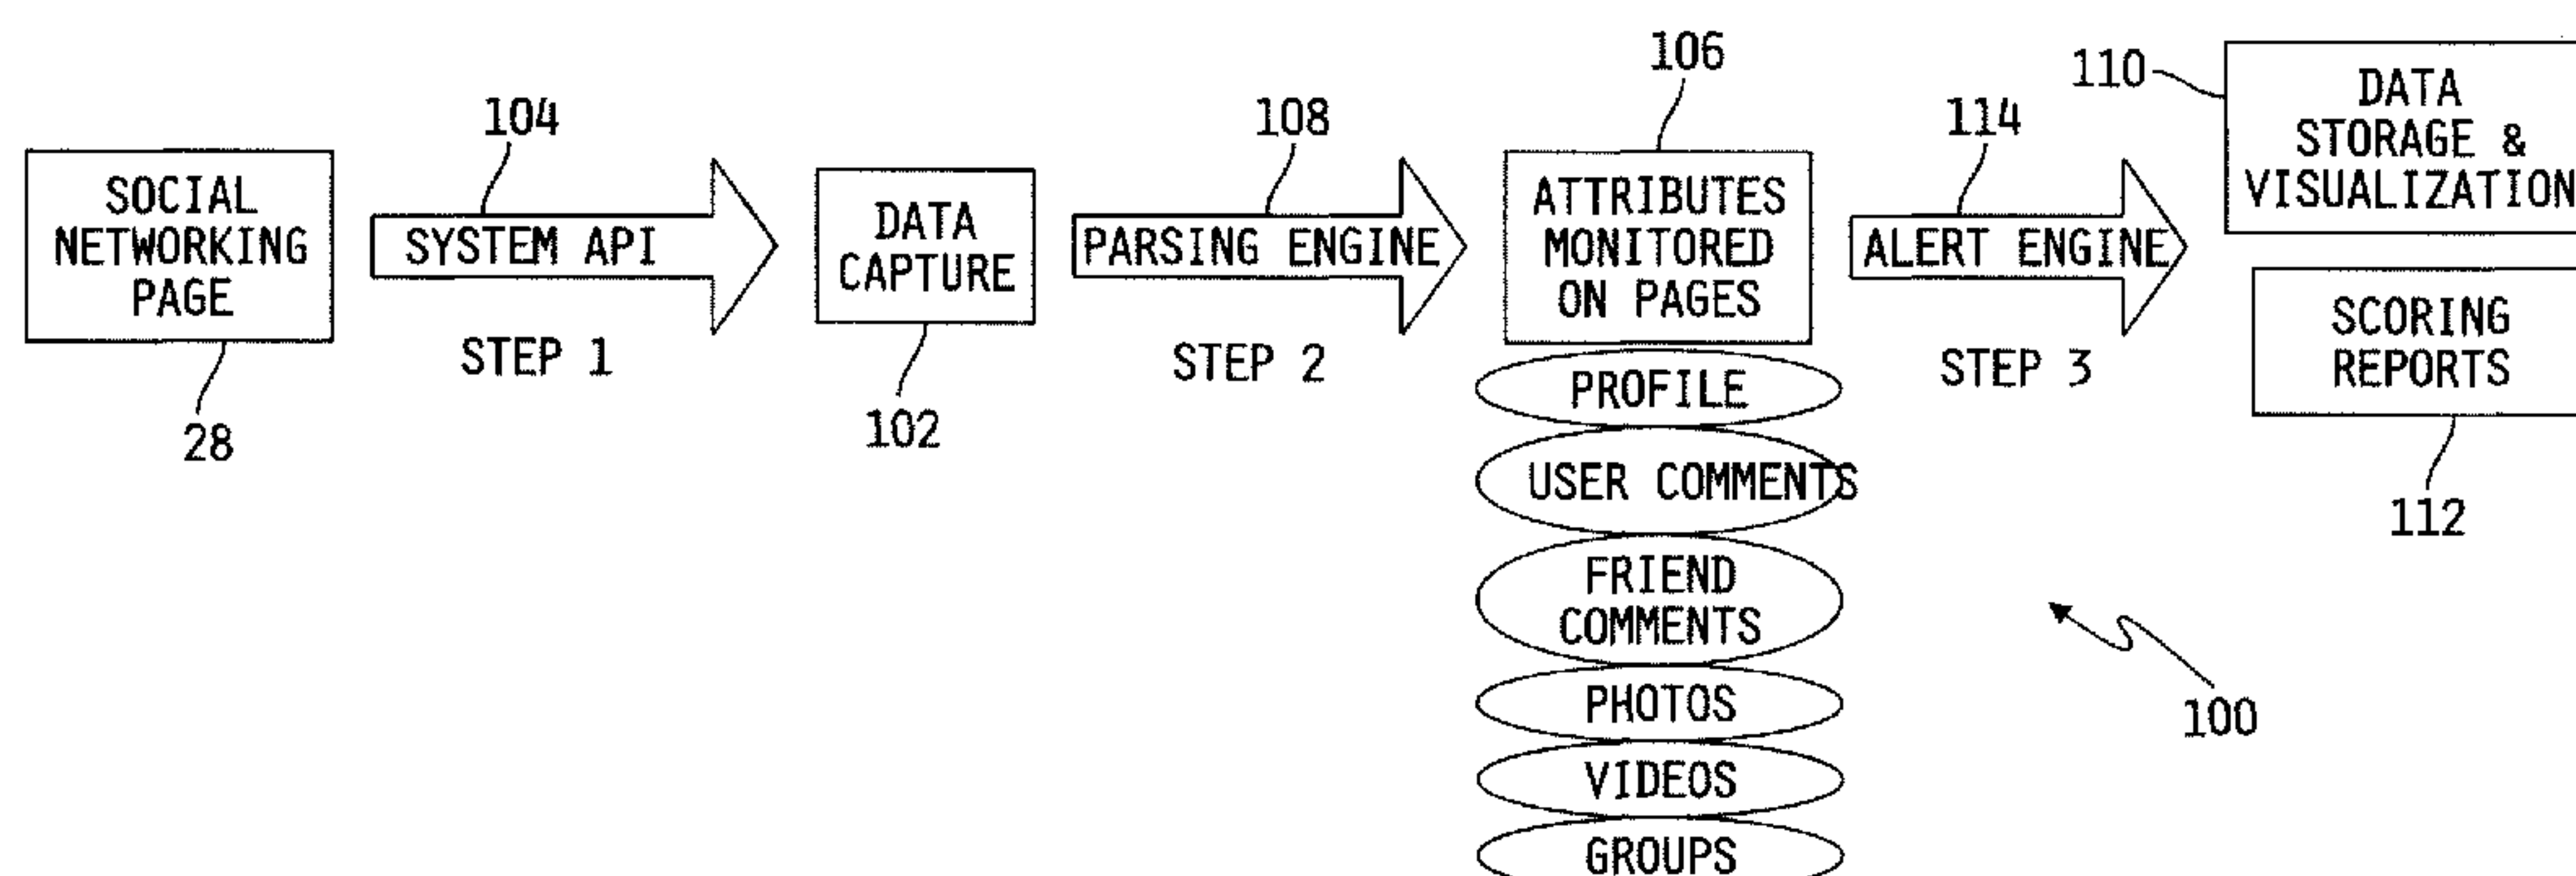 106
110
DATA
STORAGE &
VISUALIZATION
104
108
114
SOCIAL
NETWORKING
PAGE
SYSTEM API
DATA
CAPTURE
PARSING ENGINE
ATTRIBUTES
MONITORED
ON PAGES
ALERT ENGINE
SCORING
REPORTS
STEP 1
STEP 2
STEP 3
28
102
112
PROFILE
USER COMMENTS
FRIEND
COMMENTS
PHOTOS
VIDEOS
GROUPS
100